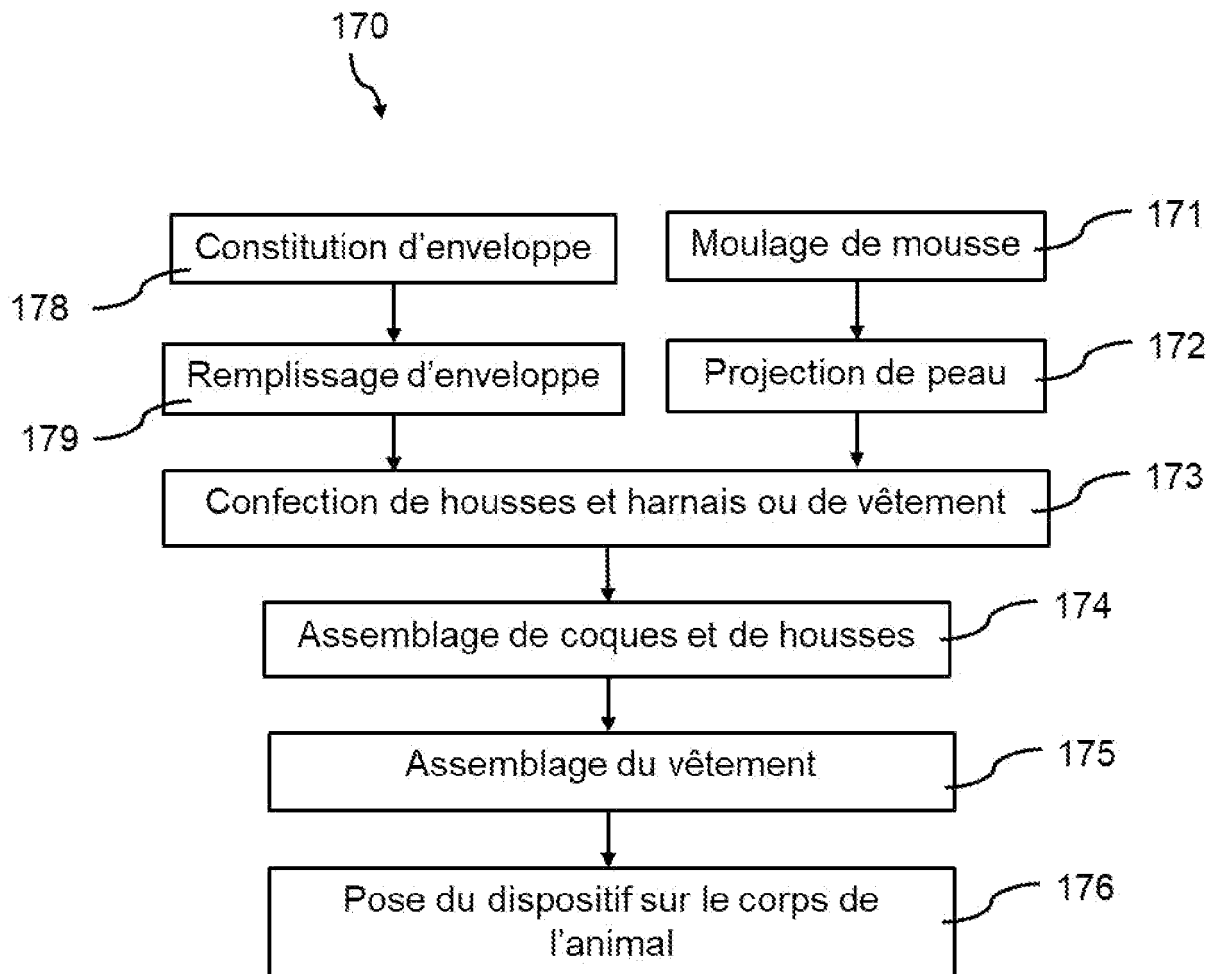 170
Constitution d'enveloppe
178
Moulage de mousse
171
Remplissage d'enveloppe
179
Projection de peau
172
Confection de housses et harnais ou de vêtement
173
Assemblage de coques et de housses
174
Assemblage du vêtement
175
Pose du dispositif sur le corps de
l'animal
176